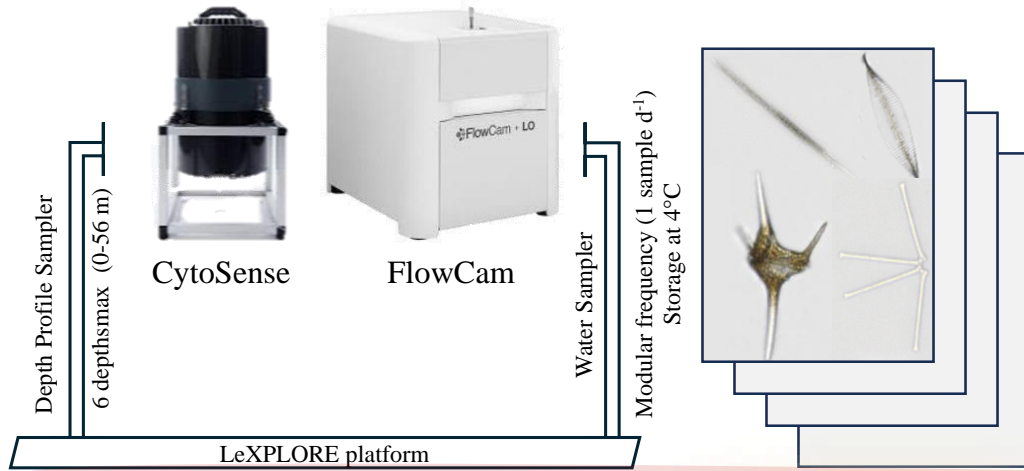 FlowCam + LO
CytoSense
FlowCam
Depth Profile Sampler
6 depthsmax (0-56 m)
Water Sampler
Modular frequency (1 sample d-1)
Storage at 4°C
LéXPLORE platform